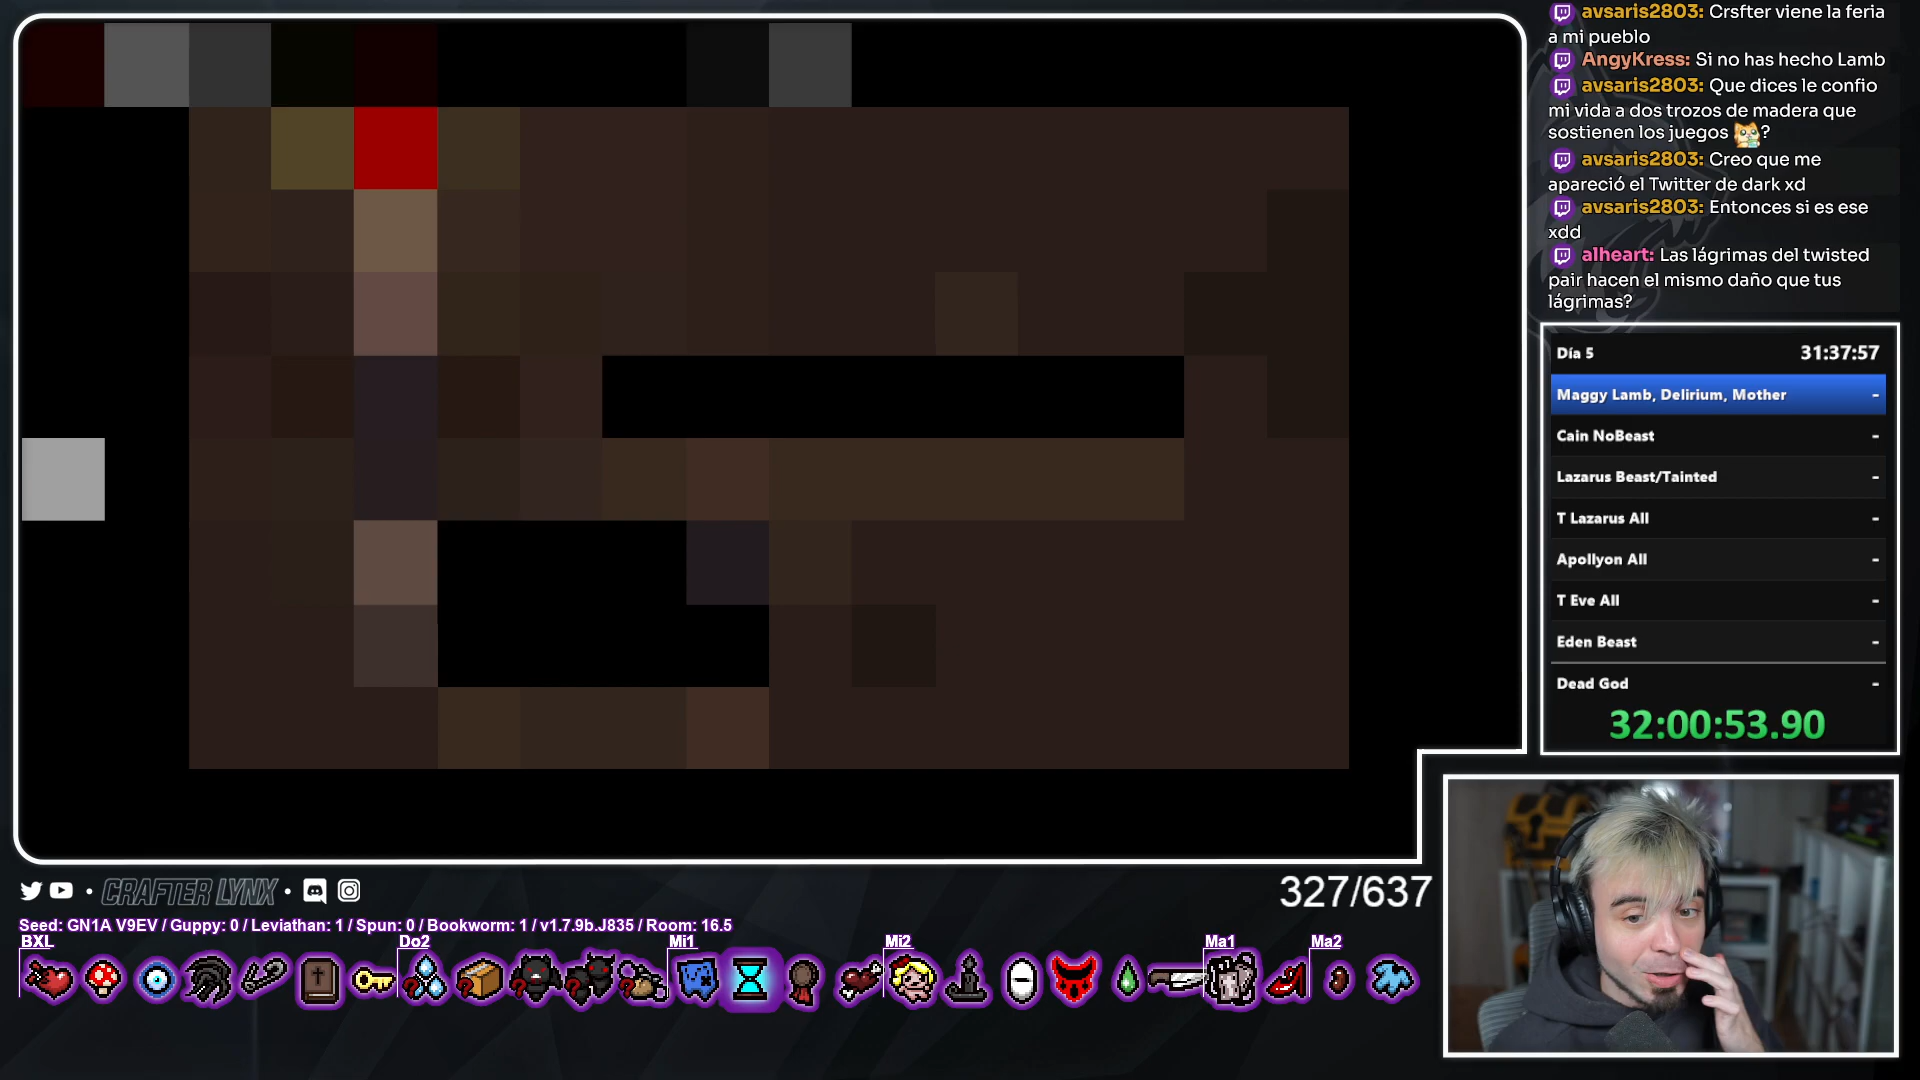 avsaris2803: Crsfter viene la feria
a mi pueblo
AngyKress: Si no has hecho Lamb
avsaris2803: Que dices le confio
mi vida a dos trozos de madera que
sostienen los juegos ?
avsaris2803: Creo que me
apareció el Twitter de dark xd
avsaris2803: Entonces si es ese
xdd
alheart: Las lágrimas del twisted
pair hacen el mismo daño que tus
lágrimas?
Día 5 31:37:57
Maggy Lamb, Delirium, Mother -
Cain NoBeast -
Lazarus Beast/Tainted -
T Lazarus All -
Apollyon All -
T Eve All -
Eden Beast -
Dead God -
32:00:53.90
CRAFTER LYNX
327/637
Seed: GN1A V9EV / Guppy: 0 / Leviathan: 1 / Spun: 0 / Bookworm: 1 / v1.7.9b.J835 / Room: 16.5
BXL Do2 Mi1 Mi2 Ma1 Ma2